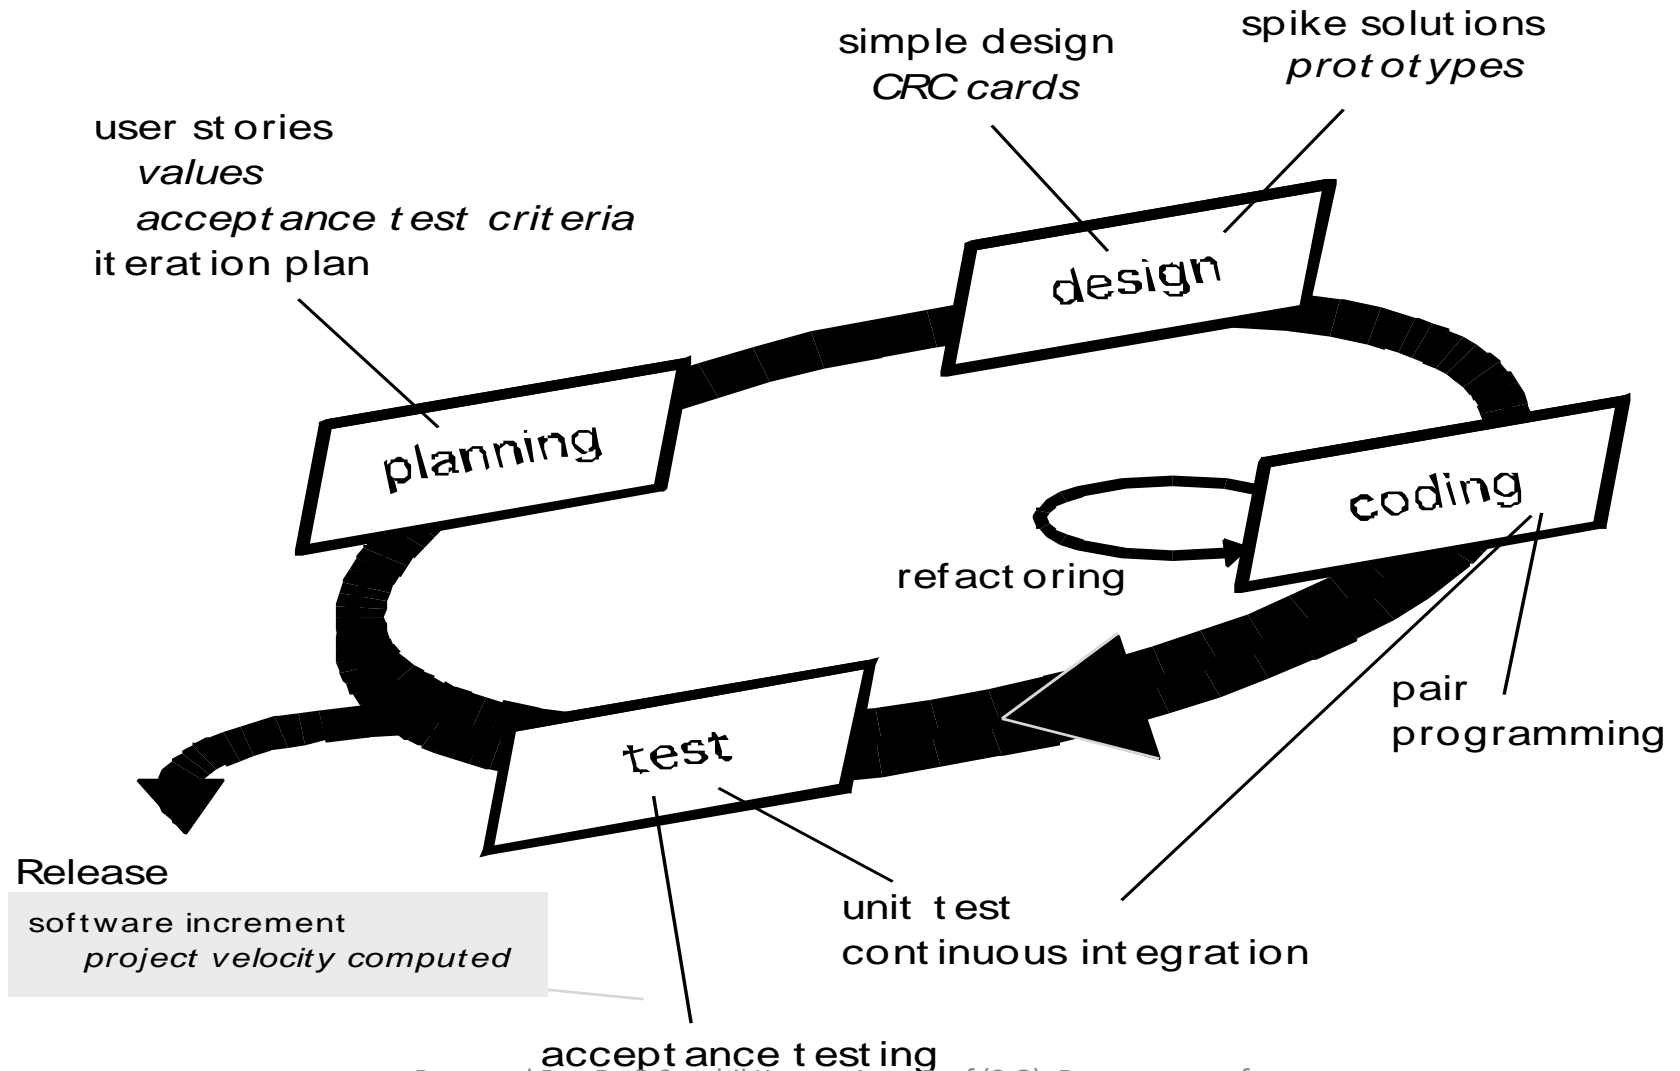 simple design
CRC cards
spike solutions
prototypes
user stories
values
acceptance test criteria
iteration plan
design
planning
coding
refactoring
test
pair
programming
Release
software increment
project velocity computed
unit test
continuous integration
acceptance testing